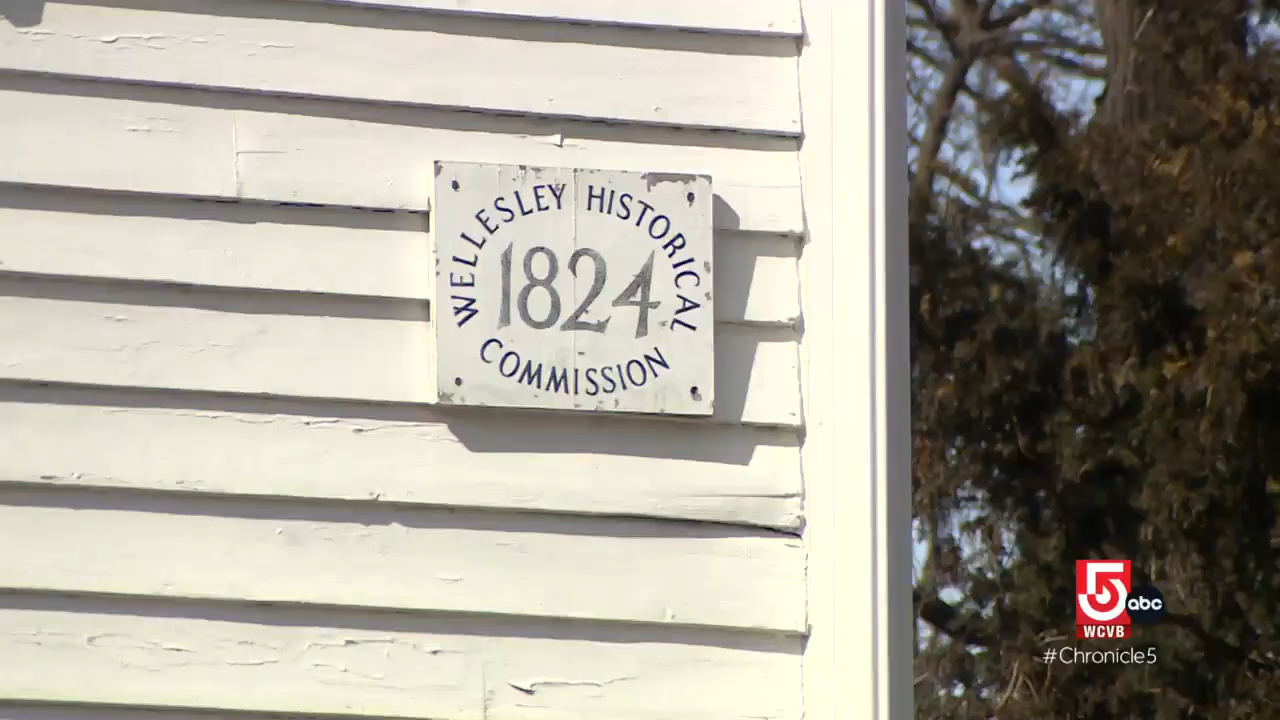 WELLESLEY HISTORICAL
1824
COMMISSION
5
abc
WCVB
#Chronicle5